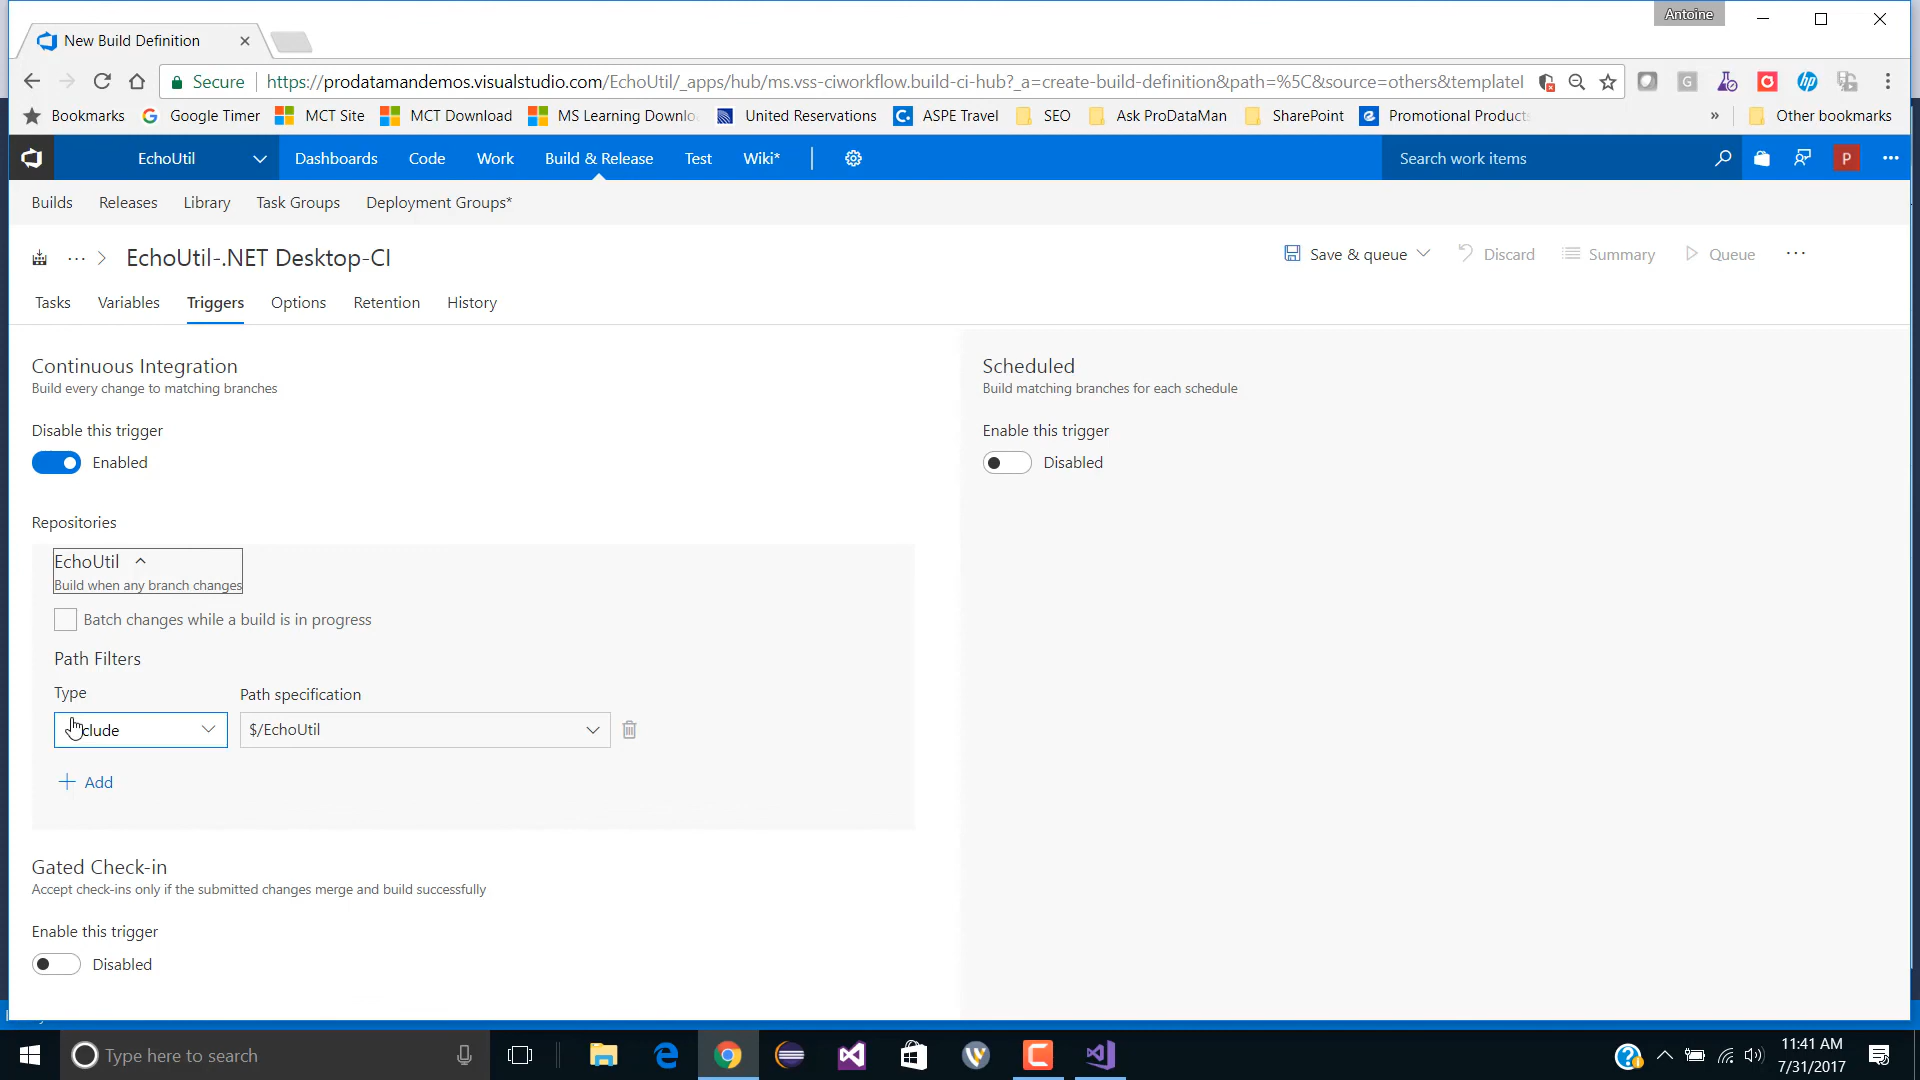 Antoine
New Build Definition
Secure https://prodatamandemos.visualstudio.com/EchoUtil/_apps/hub/ms.vss-ciworkflow.build-ci-hub?_a=create-build-definition&path=%5C&source=others&templatel
Bookmarks Google Timer MCT Site MCT Download MS Learning Downlo United Reservations ASPE Travel SEO Ask ProDataMan SharePoint Promotional Product » Other bookmarks
EchoUtil Dashboards Code Work Build & Release Test Wiki* Search work items P
Builds Releases Library Task Groups Deployment Groups*
EchoUtil-.NET Desktop-CI Save & queue Discard Summary Queue
Tasks Variables Triggers Options Retention History
Continuous Integration
Build every change to matching branches
Disable this trigger
Enabled
Repositories
EchoUtil
Build when any branch changes
Batch changes while a build is in progress
Path Filters
Type Path specification
clude $/EchoUtil
+ Add
Gated Check-in
Accept check-ins only if the submitted changes merge and build successfully
Enable this trigger
Disabled
Scheduled
Build matching branches for each schedule
Enable this trigger
Disabled
Type here to search
11:41 AM
7/31/2017